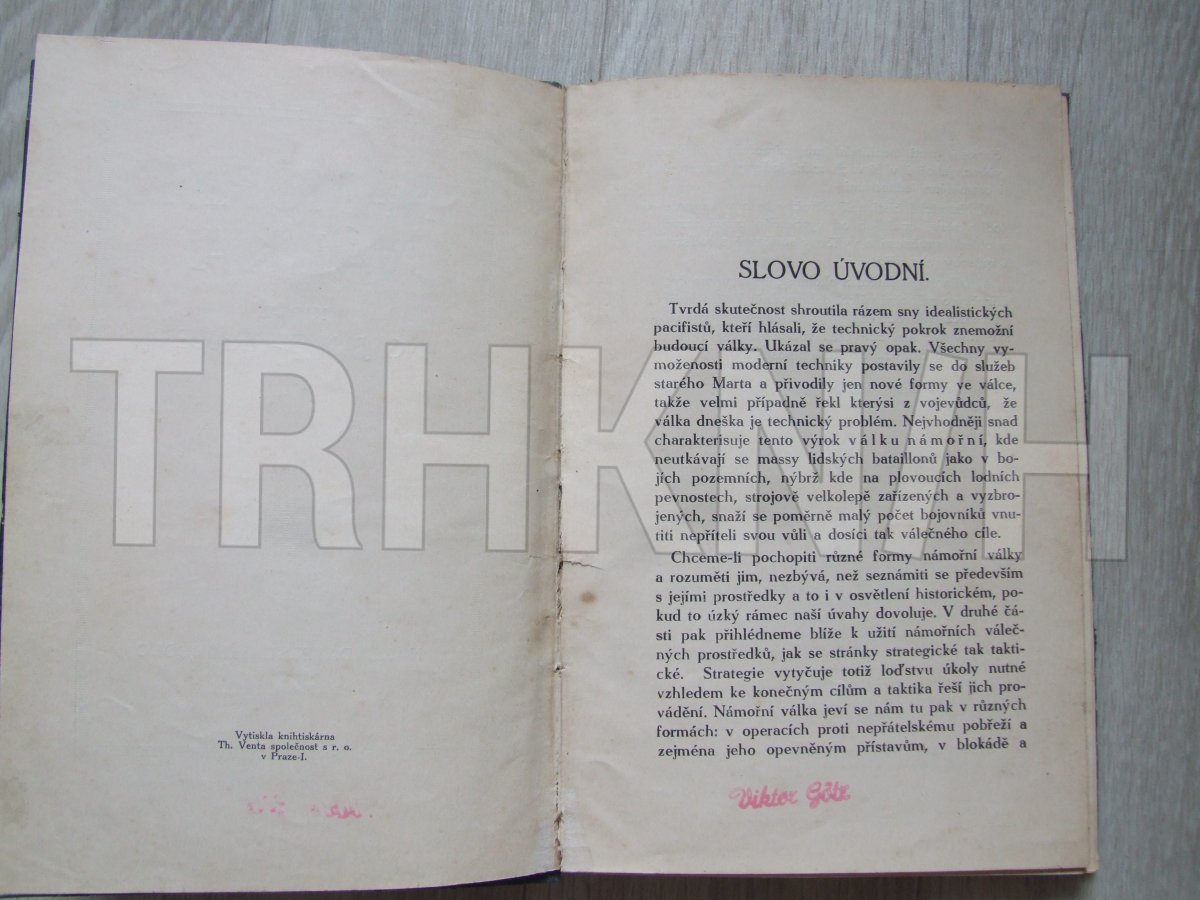 Vytiskla knihtiskárna
Th. Venta společnost s r. o.
v Praze-I.
SLOVO ÚVODNÍ.
Tvrdá skutečnost shroutila rázem sny idealistických
pacifistů, kteří hlásali, že technický pokrok znemožní
budoucí války. Ukázal se pravý opak. Všechny vy-
moženosti moderní techniky postavily se do služeb
starého Marta a přivodily jen nové formy ve válce,
takže velmi případně řekl kterýsi z vojevůdců, že
válka dneška je technický problém. Nejvhodněji snad
charakterisuje tento výrok válku námořní, kde
neutkávají se massy lidských bataillonů jako v bo-
jích pozemních, nýbrž kde na plovoucích lodních
pevnostech, strojově velkolepě zařízených a vyzbro-
jených, snaží se poměrně malý počet bojovníků vnu-
titi nepříteli svou vůli a dosíci tak válečného cíle.
Chceme-li pochopiti různé formy námořní války
a rozuměti jim, nezbývá, než seznámiti se především
s jejími prostředky a to i v osvětlení historickém, po-
kud to úzký rámec naší úvahy dovoluje. V druhé čá-
sti pak přihlédneme blíže k užití námořních váleč-
ných prostředků, jak se stránky strategické tak takti-
cké. Strategie vytyčuje totiž loďstvu úkoly nutné
vzhledem ke konečným cílům a taktika řeší jich pro-
vádění. Námořní válka jeví se nám tu pak v různých
formách: v operacích proti nepřátelskému pobřeží a
zejména jeho opevněným přístavům, v blokádě a
Viktor Götz
TRHKNIH